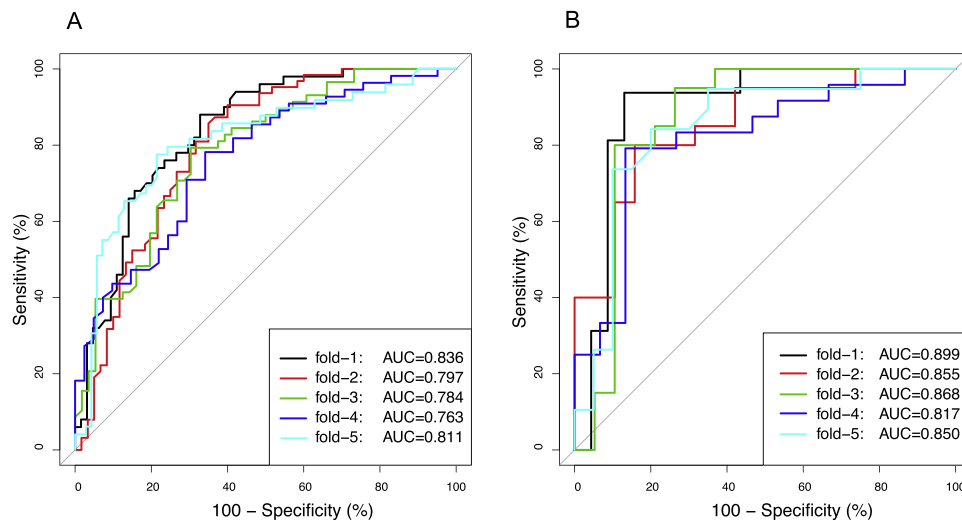 A
B
Sensitivity (%)
100
80
60
40
20
0
0
20
40
60
80
100
100 − Specificity (%)
fold−1: AUC=0.836
fold−2: AUC=0.797
fold−3: AUC=0.784
fold−4: AUC=0.763
fold−5: AUC=0.811
Sensitivity (%)
100
80
60
40
20
0
0
20
40
60
80
100
100 − Specificity (%)
fold−1: AUC=0.899
fold−2: AUC=0.855
fold−3: AUC=0.868
fold−4: AUC=0.817
fold−5: AUC=0.850